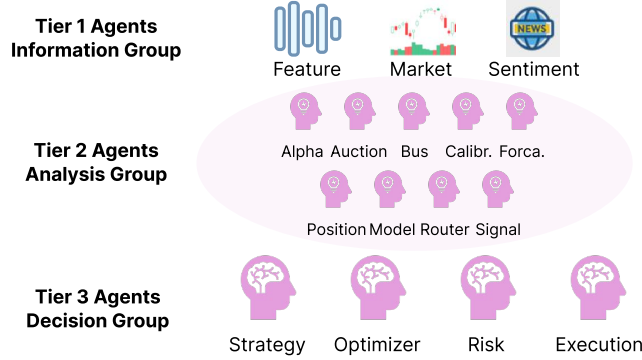 Tier 1 Agents
Information Group
NEWS
Feature Market Sentiment
Tier 2 Agents
Analysis Group
Alpha Auction Bus Calibr. Forca.
Position Model Router Signal
Tier 3 Agents
Decision Group
Strategy Optimizer Risk Execution